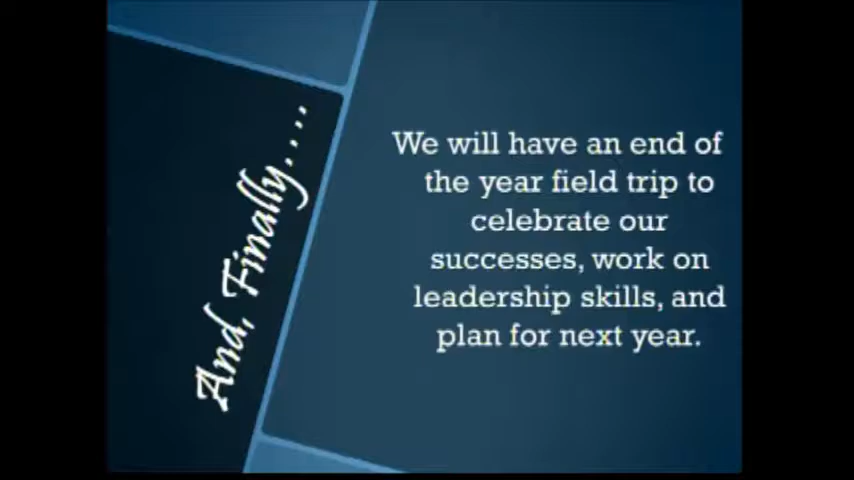 And, Finally.....
We will have an end of
the year field trip to
celebrate our
successes, work on
leadership skills, and
plan for next year.